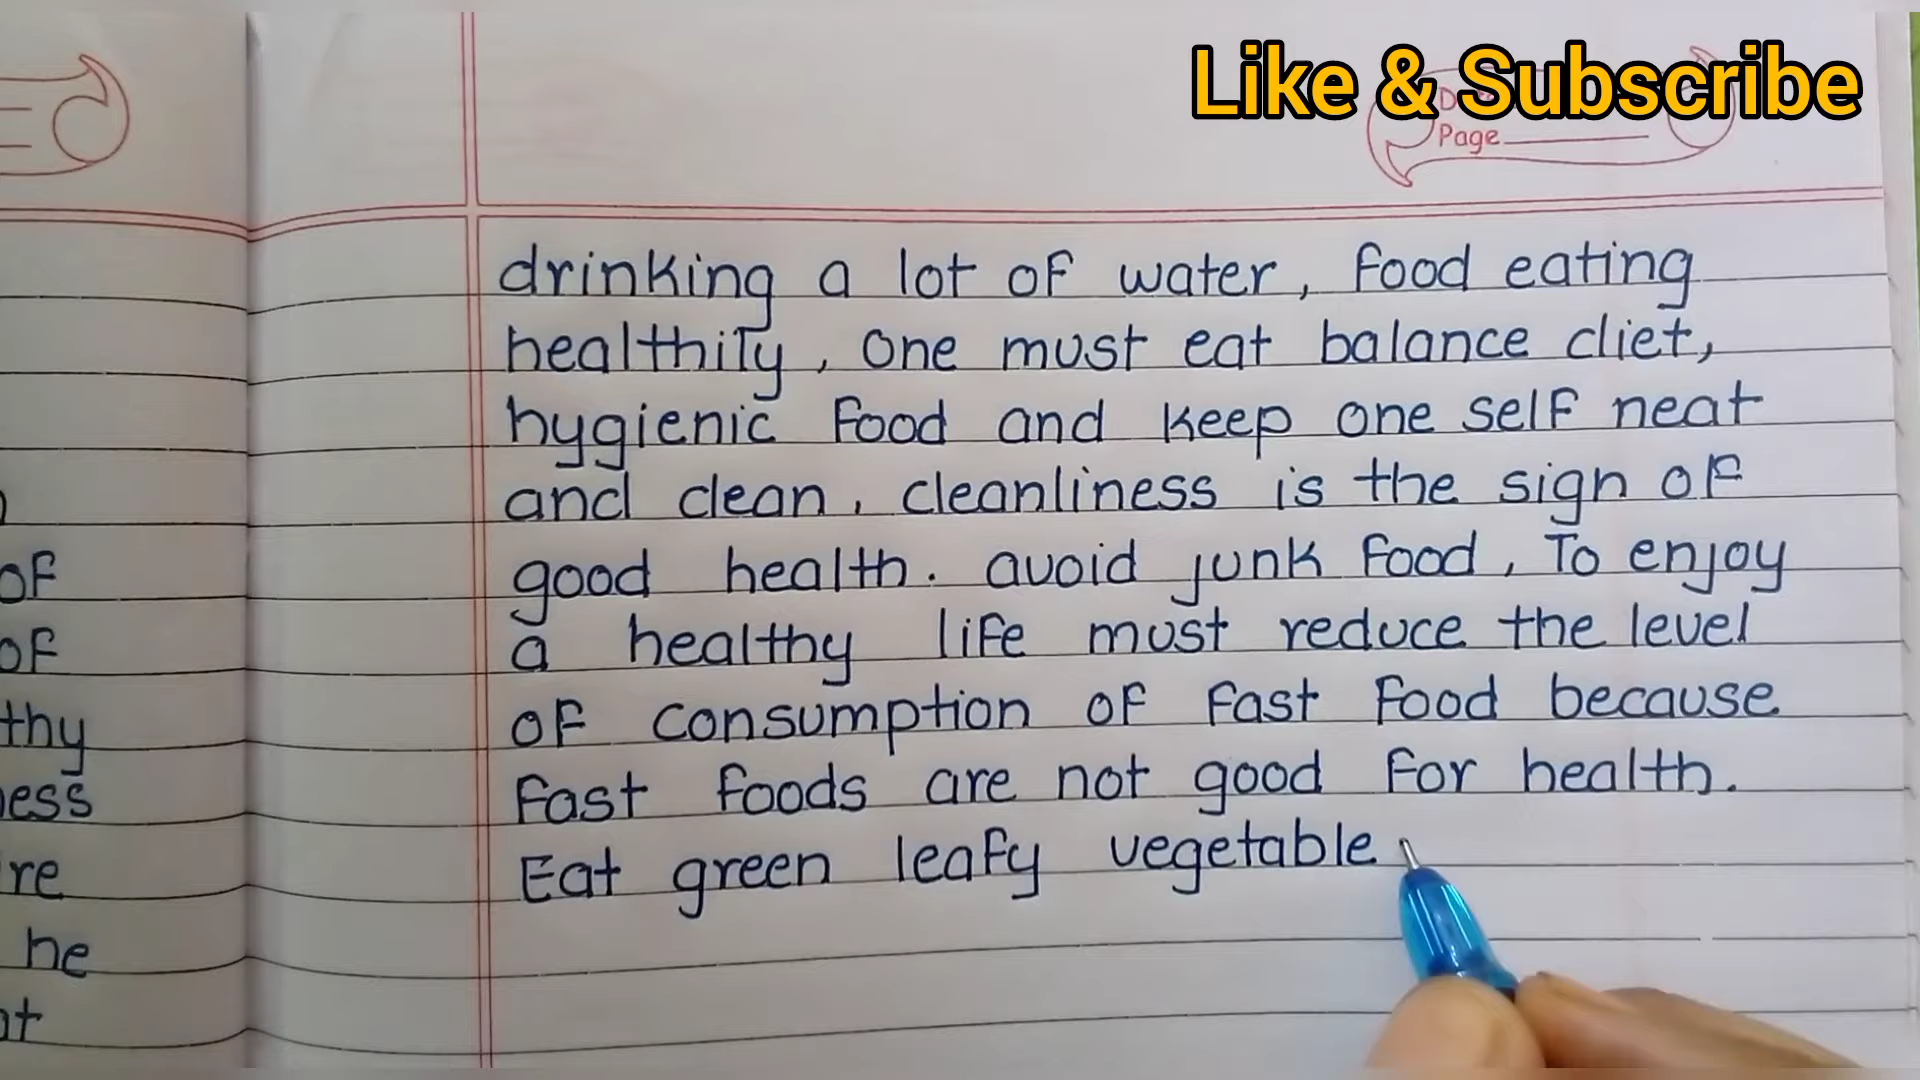 Like & Subscribe
Page
drinking a lot of water, food eating
healthity, one must eat balance diet,
hygienic food and keep one self neat
and clean, cleanliness is the sign of
good health. avoid junk food, To enjoy
a healthy life must reduce the level
of consumption of fast food because
fast foods are not good for health.
Eat green leafy vegetable
of
of
thy
ess
re
he